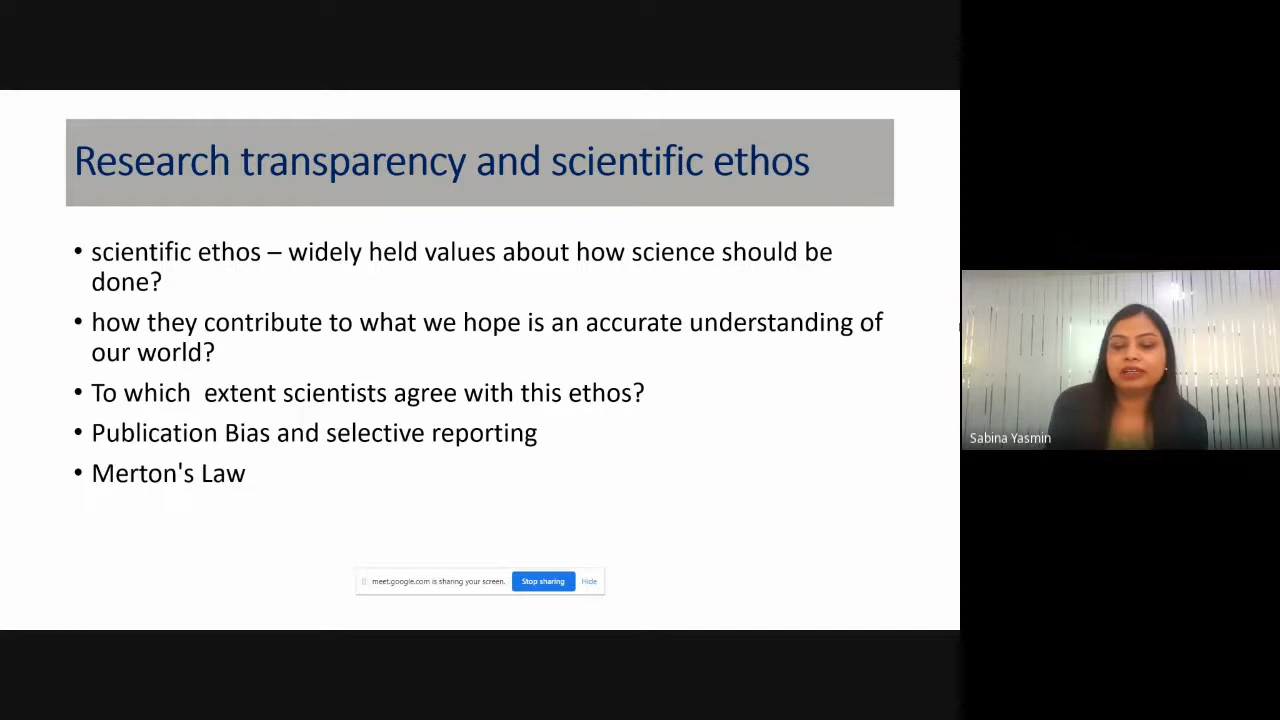 Research transparency and scientific ethos
• scientific ethos – widely held values about how science should be
done?
• how they contribute to what we hope is an accurate understanding of
our world?
• To which  extent scientists agree with this ethos?
• Publication Bias and selective reporting
• Merton's Law
meet.google.com is sharing your screen.
Stop sharing
Hide
Sabina Yasmin